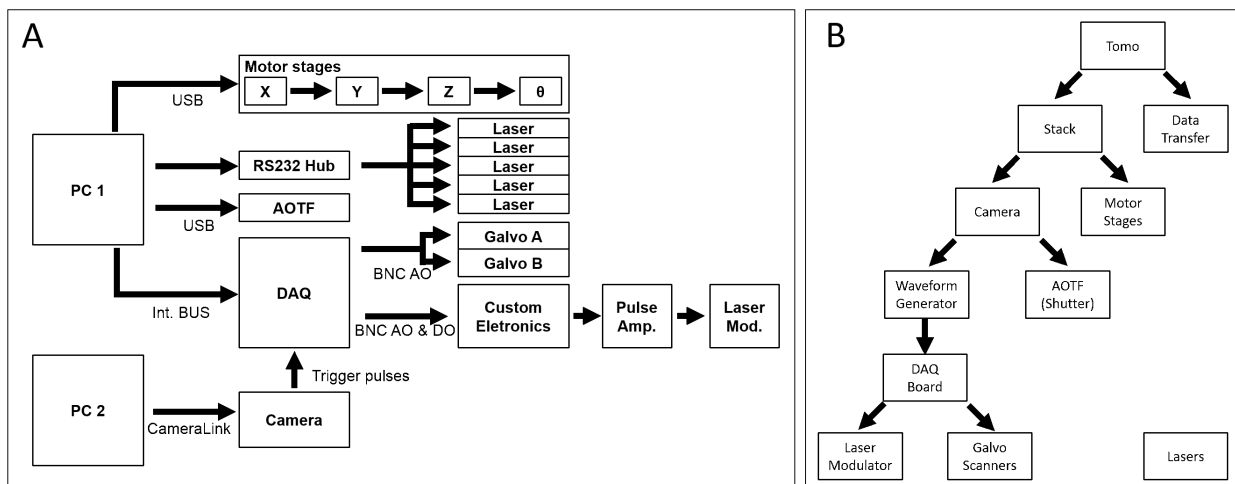 A
Motor stages
X
Y
Z
θ
USB
PC 1
RS232 Hub
Laser
Laser
Laser
Laser
Laser
AOTF
USB
Galvo A
Galvo B
BNC AO
DAQ
Int. BUS
BNC AO & DO
Custom
Eletronics
Pulse
Amp.
Laser
Mod.
Trigger pulses
PC 2
CameraLink
Camera
B
Tomo
Stack
Data
Transfer
Camera
Motor
Stages
Waveform
Generator
AOTF
(Shutter)
DAQ
Board
Laser
Modulator
Galvo
Scanners
Lasers